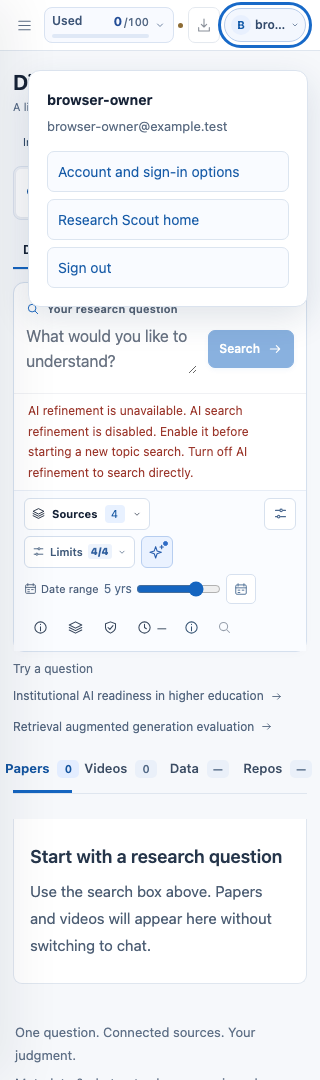 Used 0/100
B bro...
browser-owner
browser-owner@example.test
Account and sign-in options
Research Scout home
Sign out
Your research question
What would you like to
understand?
Search →
AI refinement is unavailable. AI search
refinement is disabled. Enable it before
starting a new topic search. Turn off AI
refinement to search directly.
Sources 4
Limits 4/4
Date range 5 yrs
—
Try a question
Institutional AI readiness in higher education →
Retrieval augmented generation evaluation →
Papers 0 Videos 0 Data — Repos —
Start with a research question
Use the search box above. Papers
and videos will appear here without
switching to chat.
One question. Connected sources. Your
judgment.